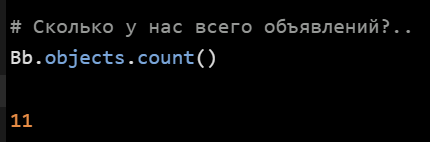 # Сколько у нас всего объявлений?..
Bb.objects.count()
11